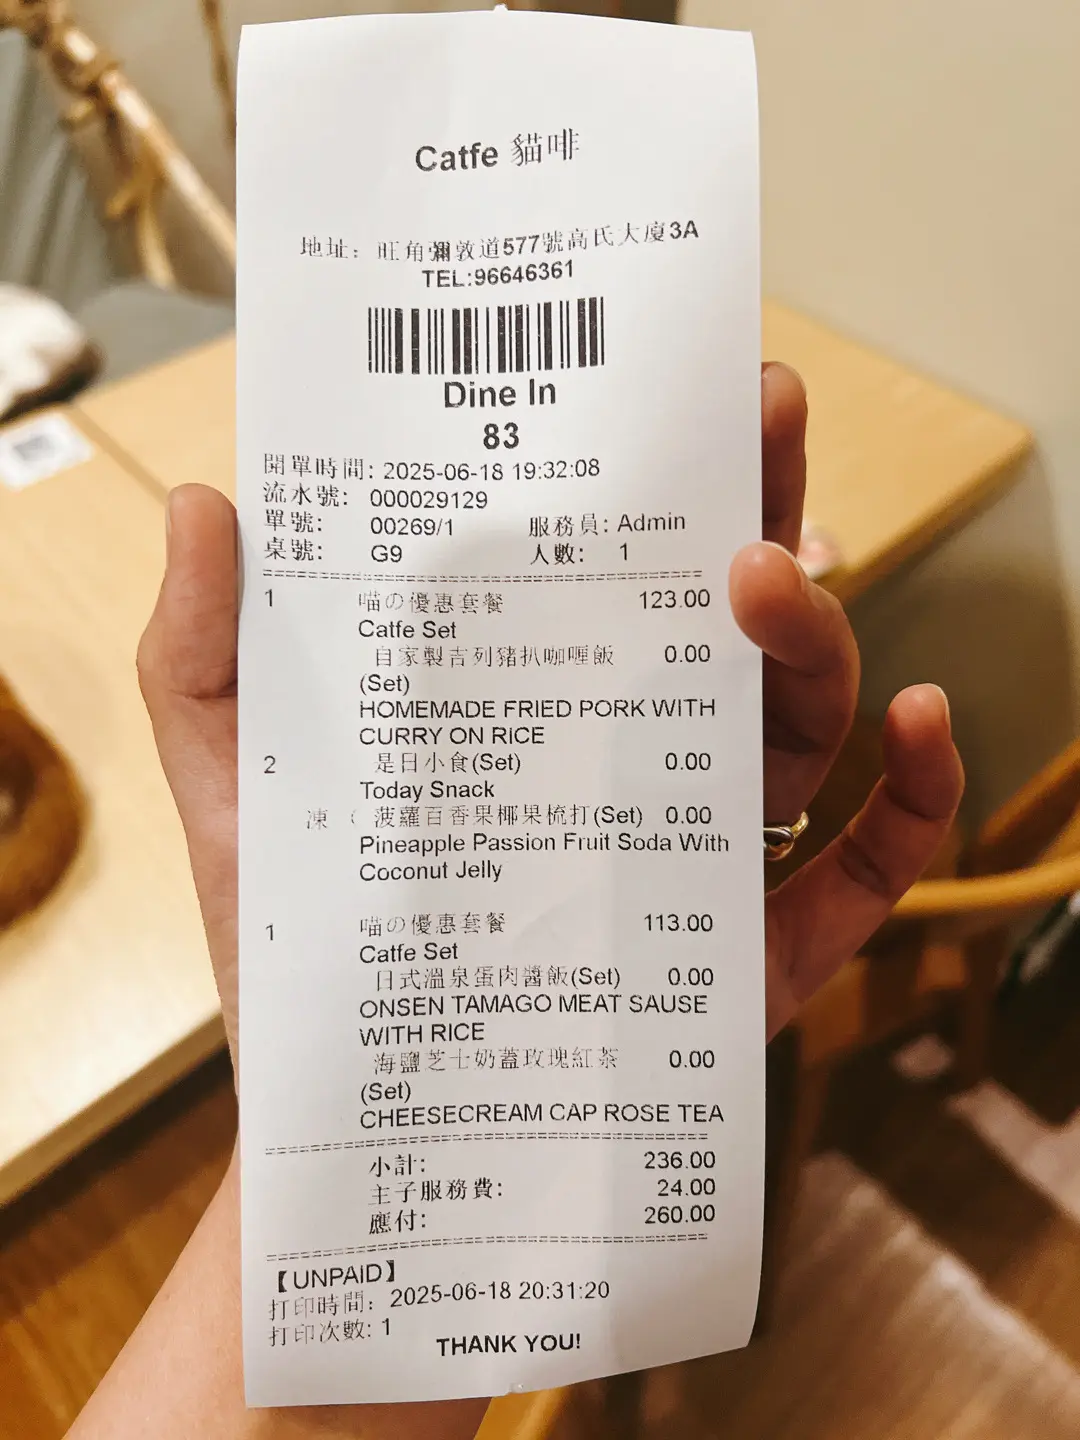 Catfe 貓啡
地址: 旺角彌敦道577號高氏大廈3A
TEL:96646361
Dine In
83
開單時間: 2025-06-18 19:32:08
流水號: 000029129
單號: 00269/1 服務員: Admin
桌號: G9 人數: 1
1 喵の優惠套餐 123.00
Catfe Set
自家製吉列豬扒咖喱飯 0.00
(Set)
HOMEMADE FRIED PORK WITH
CURRY ON RICE
2 是日小食(Set) 0.00
Today Snack
凍 ( 菠蘿百香果椰果梳打(Set) 0.00
Pineapple Passion Fruit Soda With
Coconut Jelly
1 喵の優惠套餐 113.00
Catfe Set
日式溫泉蛋肉醬飯(Set) 0.00
ONSEN TAMAGO MEAT SAUSE
WITH RICE
海鹽芝士奶蓋玫瑰紅茶 0.00
(Set)
CHEESECREAM CAP ROSE TEA
小計: 236.00
主子服務費: 24.00
應付: 260.00
【UNPAID】
打印時間: 2025-06-18 20:31:20
打印次數: 1
THANK YOU!